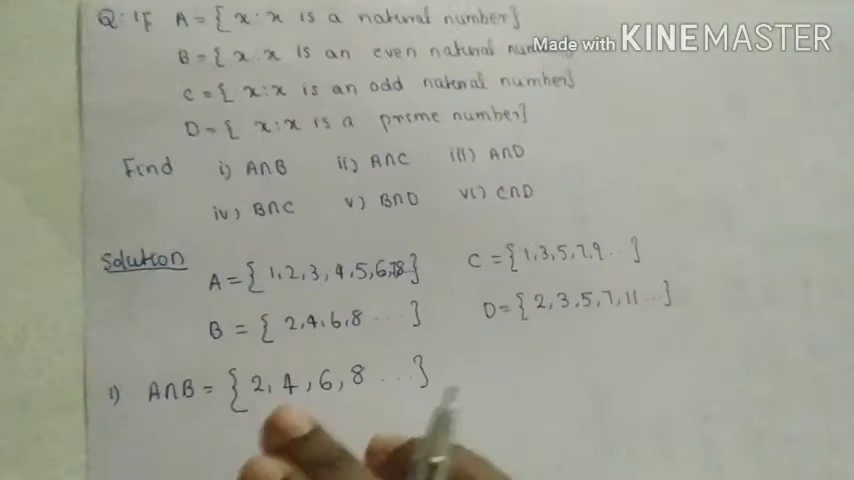 Q: If A = { x : x is a natural number}
B = { x : x is an even natural
Made with KINEMASTER
C = { x : x is an odd natural number}
D = { x : x is a prime number}
Find i) A∩B ii) A∩C iii) A∩D
iv) B∩C v) B∩D vi) C∩D
Solution
A = { 1, 2, 3, 4, 5, 6, 7, 8 } C = { 1, 3, 5, 7, 9 ... }
B = { 2, 4, 6, 8 .... } D = { 2, 3, 5, 7, 11 ... }
1) A∩B = { 2, 4, 6, 8 .... }